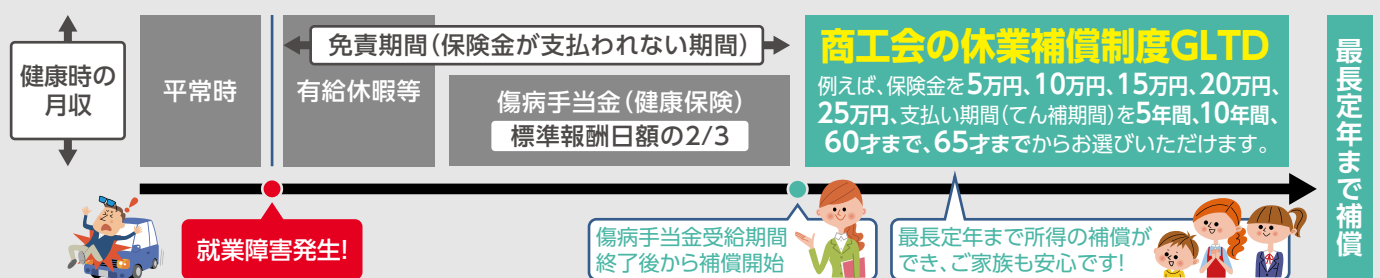 健康時の
月収
平常時
有給休暇等
免責期間(保険金が支払われない期間)
傷病手当金(健康保険)
標準報酬日額の2/3
商工会の休業補償制度GLTD
例えば、保険金を5万円、10万円、15万円、20万円、
25万円、支払い期間(てん補期間)を5年間、10年間、
60才まで、65才までからお選びいただけます。
最長定年まで補償
就業障害発生!
傷病手当金受給期間
終了後から補償開始
最長定年まで所得の補償が
でき、ご家族も安心です!